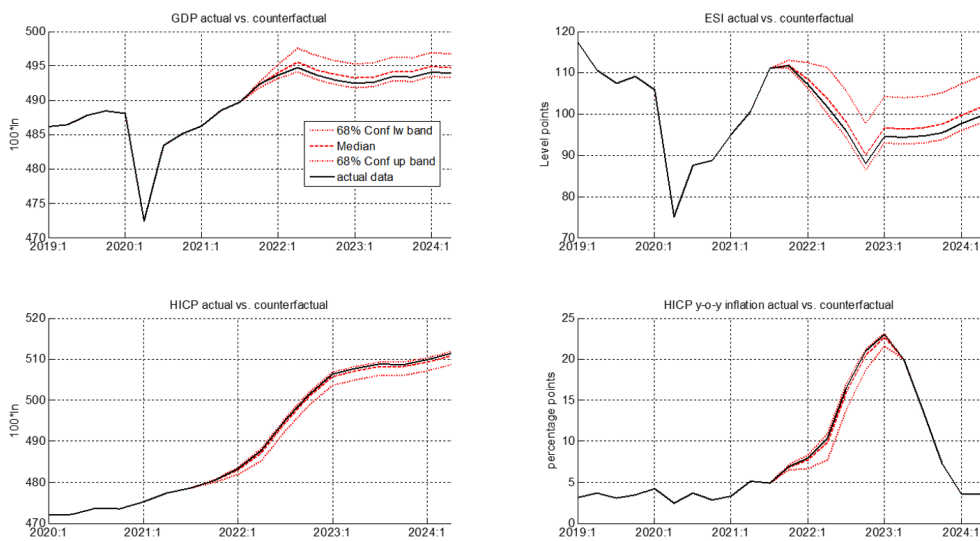 GDP actual vs. counterfactual
500
495
490
485
480
475
470
100*ln
2019:1 2020:1 2021:1 2022:1 2023:1 2024:1
68% Conf lw band
Median
68% Conf up band
actual data
ESI actual vs. counterfactual
120
110
100
90
80
70
Level points
2019:1 2020:1 2021:1 2022:1 2023:1 2024:1
HICP actual vs. counterfactual
520
510
500
490
480
470
100*ln
2020:1 2021:1 2022:1 2023:1 2024:1
HICP y-o-y inflation actual vs. counterfactual
25
20
15
10
5
0
percentage points
2019:1 2020:1 2021:1 2022:1 2023:1 2024:1